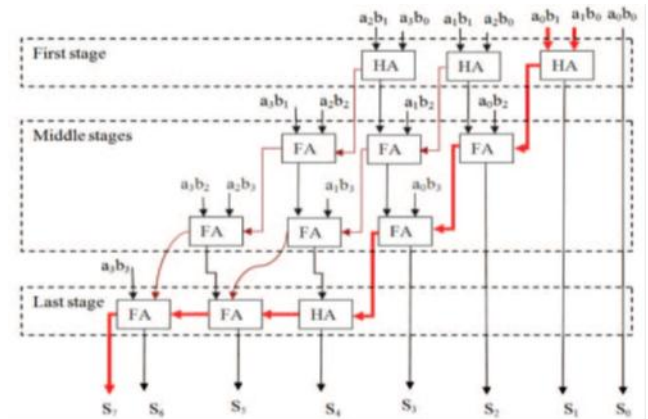 a₂b₁ a₃b₀ a₁b₁ a₂b₀ a₀b₁ a₁b₀ a₀b₀
First stage
HA HA HA
a₃b₁ a₂b₂ a₁b₂ a₀b₂
Middle stages
FA FA FA
a₃b₂ a₂b₃ a₁b₃ a₀b₃
FA FA FA
a₃b₃
Last stage
FA FA HA
S₇ S₆ S₅ S₄ S₃ S₂ S₁ S₀